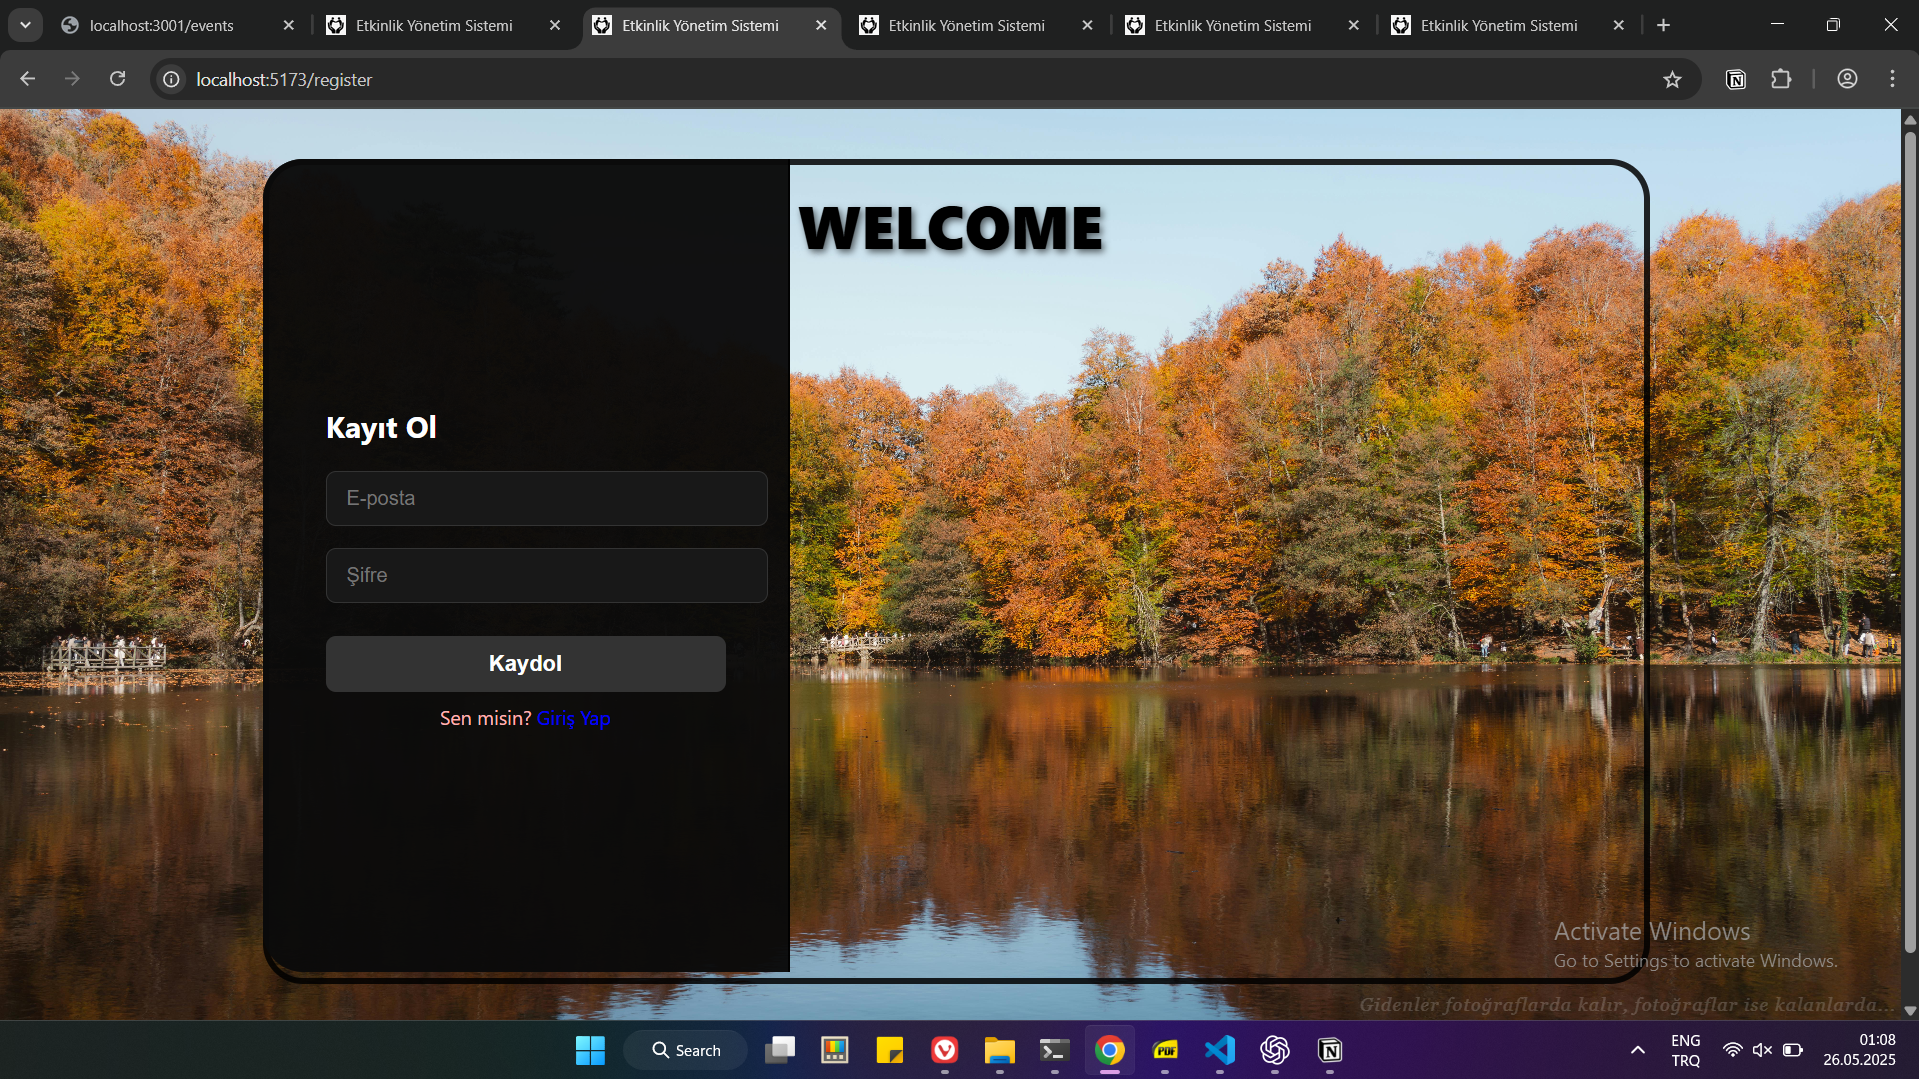 localhost:3001/events
Etkinlik Yönetim Sistemi
Etkinlik Yönetim Sistemi
Etkinlik Yönetim Sistemi
Etkinlik Yönetim Sistemi
Etkinlik Yönetim Sistemi
localhost:5173/register
WELCOME
Kayıt Ol
E-posta
Şifre
Kaydol
Sen misin? Giriş Yap
Activate Windows
Go to Settings to activate Windows.
Gidenler fotoğraflarda kalır, fotoğraflar ise kalanlarda...
Search
PDF
ENG
TRQ
01:08
26.05.2025